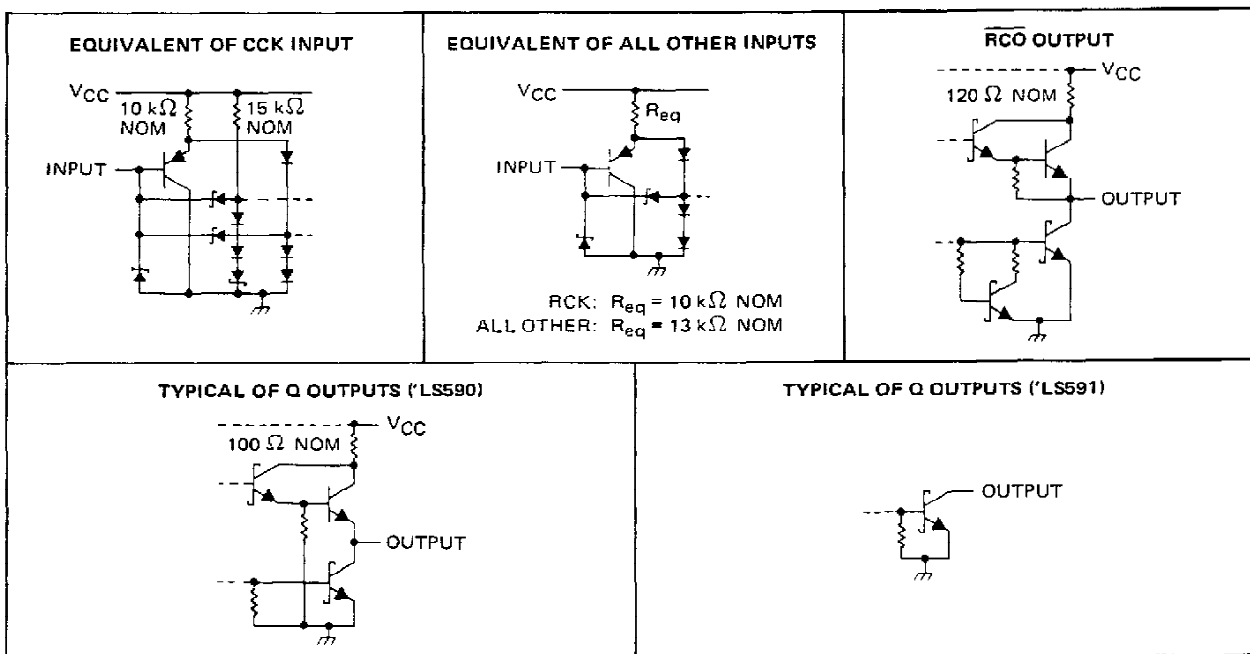 EQUIVALENT OF CCK INPUT
VCC
10 kΩ
NOM
15 kΩ
NOM
INPUT
EQUIVALENT OF ALL OTHER INPUTS
VCC
Req
INPUT
RCK: Req = 10 kΩ NOM
ALL OTHER: Req = 13 kΩ NOM
R̅C̅O̅ OUTPUT
VCC
120 Ω NOM
OUTPUT
TYPICAL OF Q OUTPUTS ('LS590)
VCC
100 Ω NOM
OUTPUT
TYPICAL OF Q OUTPUTS ('LS591)
OUTPUT